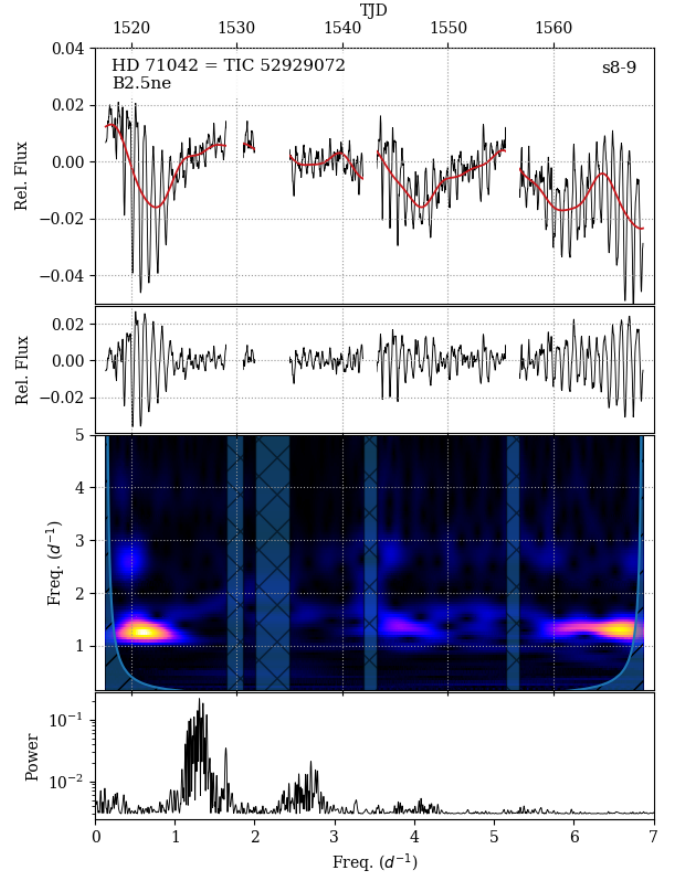 TJD
1520 1530 1540 1550 1560
0.04
HD 71042 = TIC 52929072
s8-9
B2.5ne
0.02
0.00
−0.02
−0.04
Rel. Flux
0.02
0.00
−0.02
Rel. Flux
5
4
3
2
1
Freq. (d⁻¹)
10⁻¹
10⁻²
Power
0 1 2 3 4 5 6 7
Freq. (d⁻¹)